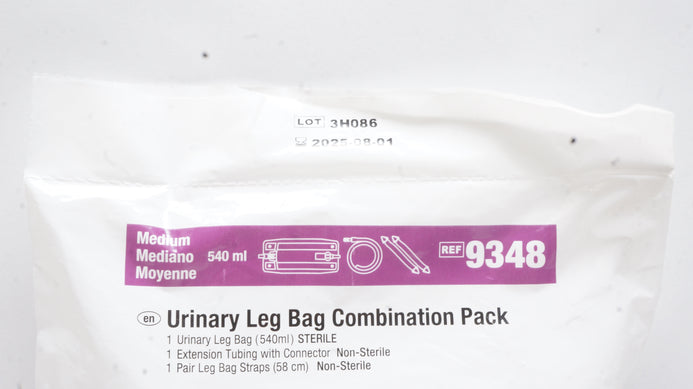 LOT 3H086
2025-08-01
Medium
Mediano 540 ml
Moyenne
REF 9348
en Urinary Leg Bag Combination Pack
1 Urinary Leg Bag (540ml) STERILE
1 Extension Tubing with Connector Non-Sterile
1 Pair Leg Bag Straps (58 cm) Non-Sterile